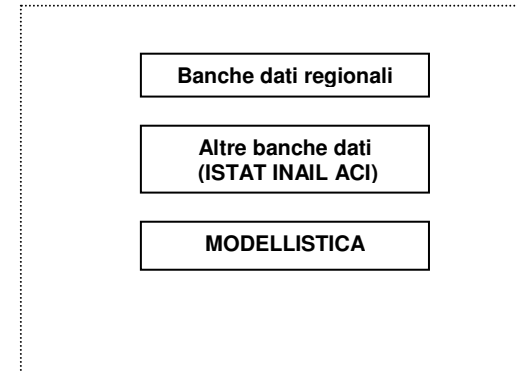 Banche dati regionali
Altre banche dati
(ISTAT INAIL ACI)
MODELLISTICA